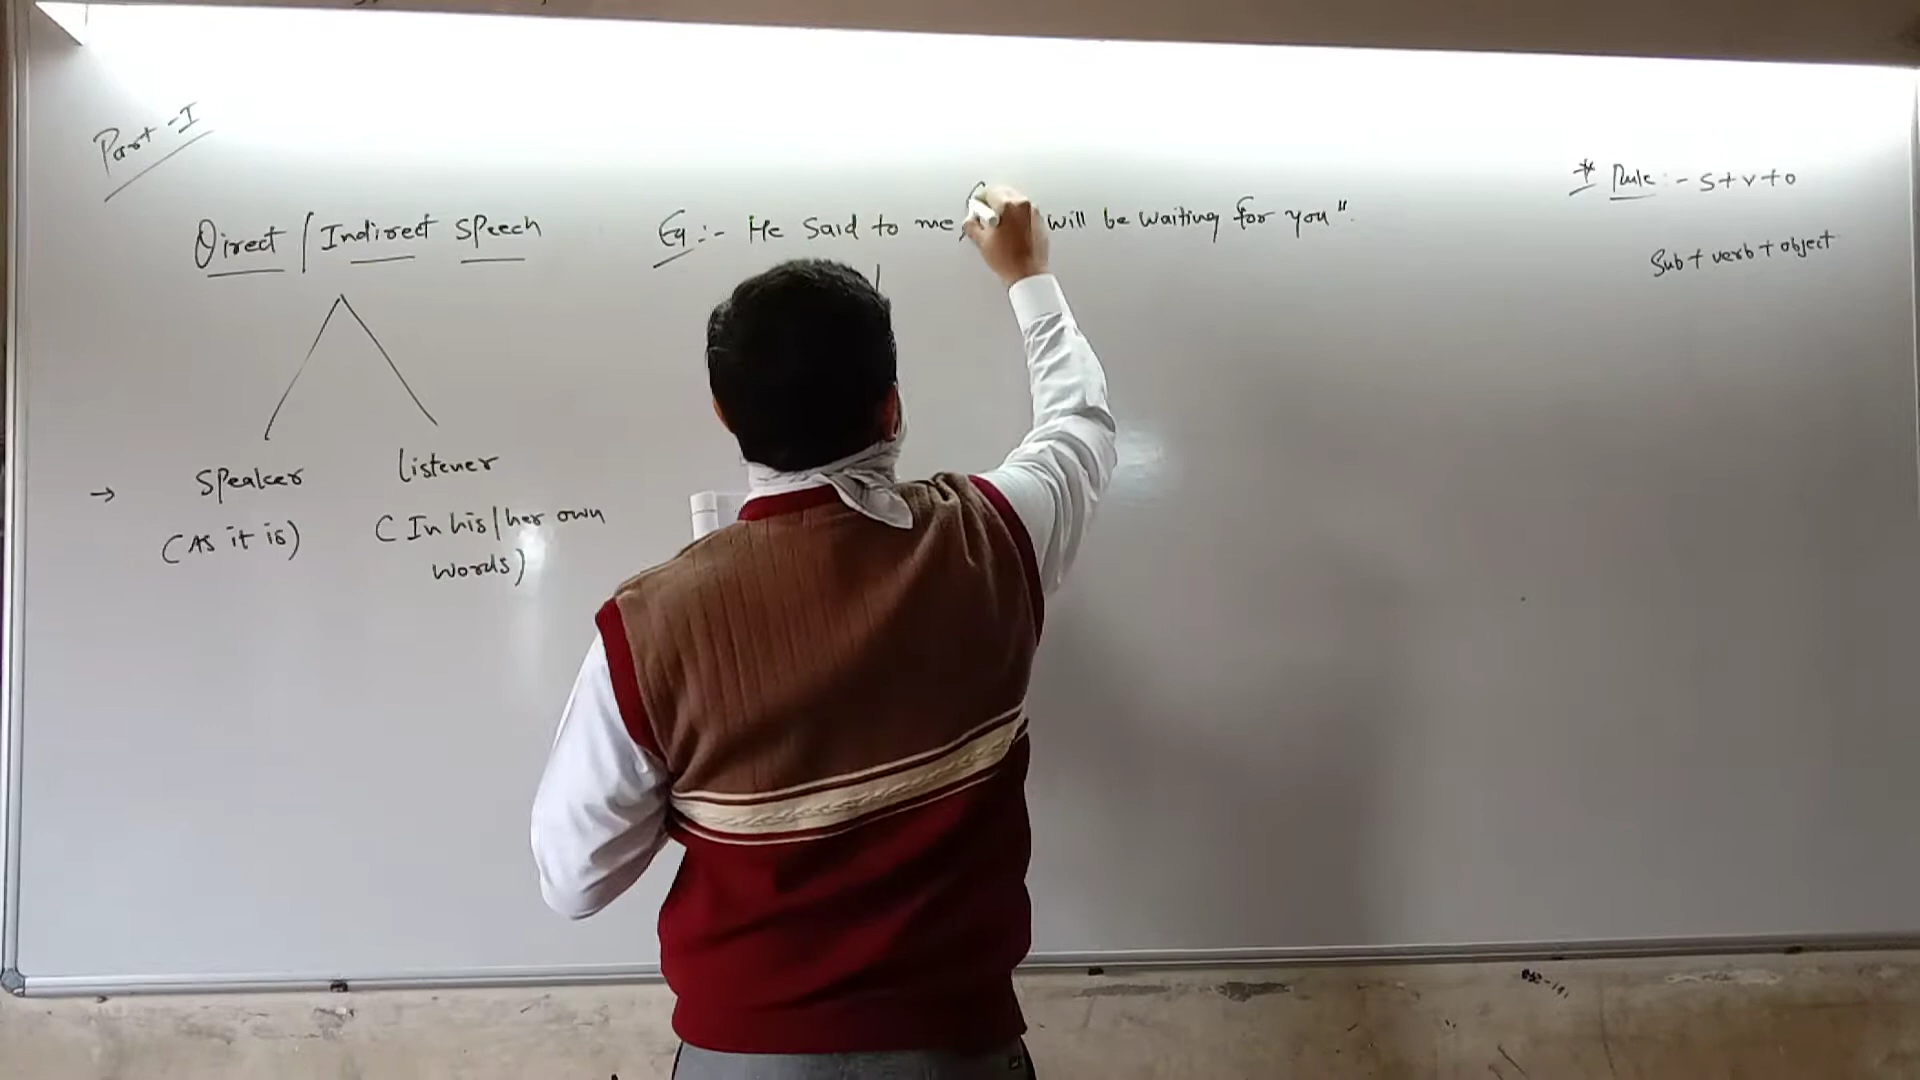 Part - I
Direct / Indirect Speech
Speaker
Listener
→ (As it is)
(In his/her own
words)
Eg :- He said to me, will be waiting for you".
* Rule :- S+V+O
Sub + verb + object